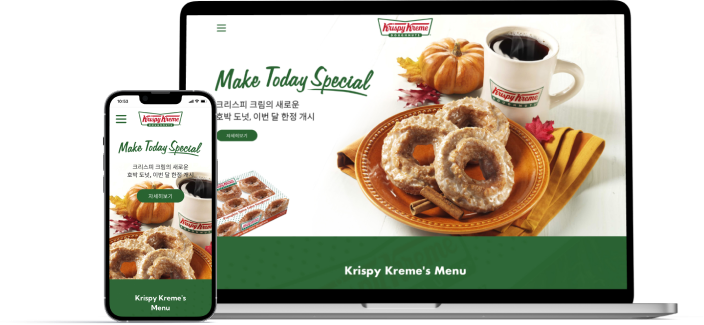 Krispy Kreme
DOUGHNUTS
Make Today Special
크리스피 크림의 새로운
호박 도넛, 이번 달 한정 개시
자세히보기
Krispy Kreme
Krispy Kreme's Menu
10:53
Krispy Kreme
DOUGHNUTS
Make Today Special
크리스피 크림의 새로운
호박 도넛, 이번 달 한정 개시
자세히보기
Krispy Kreme
Krispy Kreme's
Menu